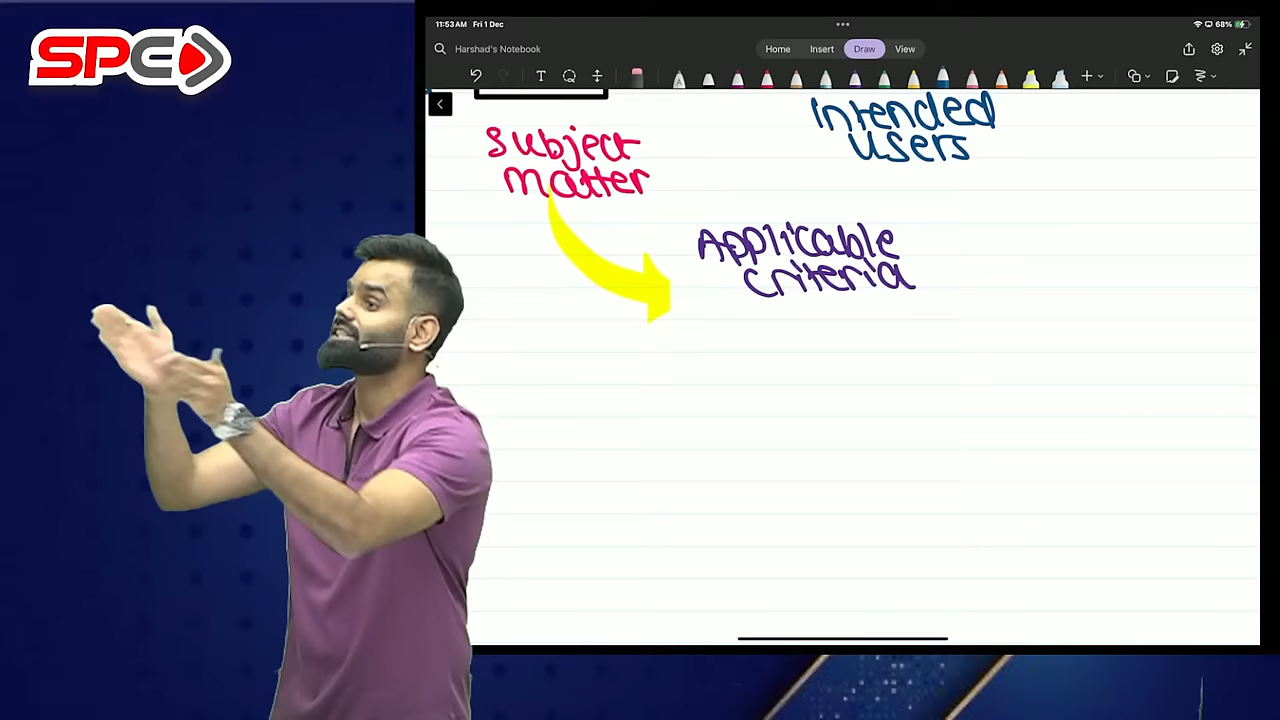 SPC
11:53 AM Fri 1 Dec
68%
Harshad's Notebook
Home Insert Draw View
Intended
Users
Subject
Matter
Applicable
Criteria